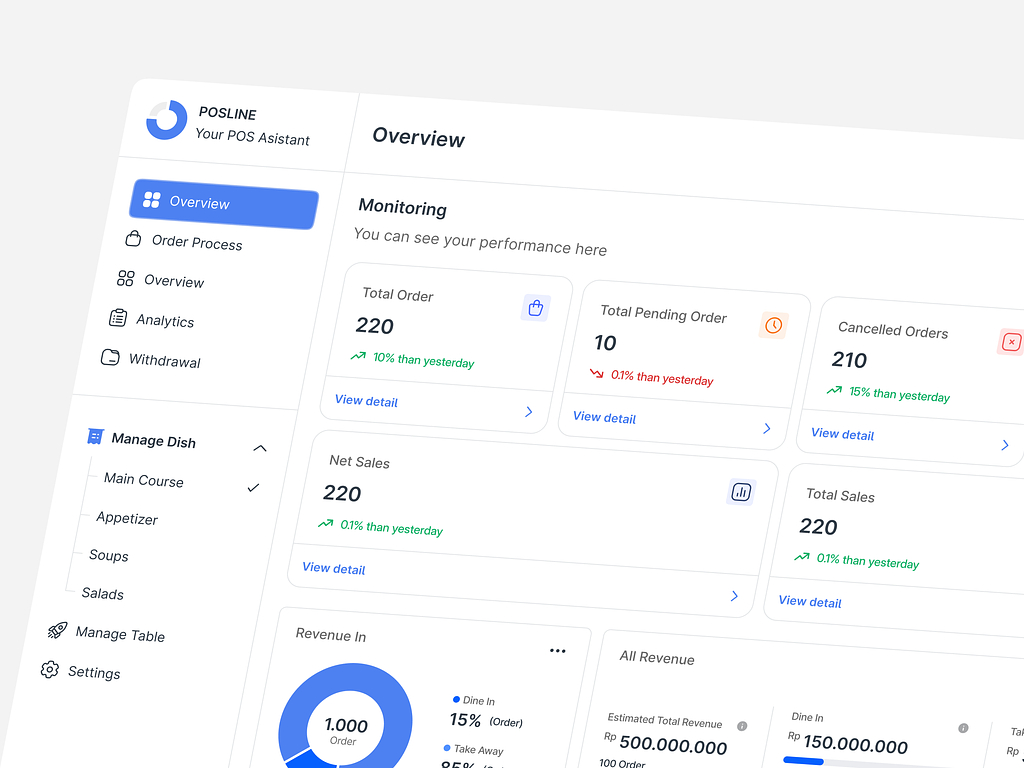 POSLINE
Your POS Asistant
Overview
Overview
Order Process
Overview
Analytics
Withdrawal
Manage Dish
Main Course
Appetizer
Soups
Salads
Manage Table
Settings
Monitoring
You can see your performance here
Total Order
220
10% than yesterday
View detail
Total Pending Order
10
0.1% than yesterday
View detail
Cancelled Orders
210
15% than yesterday
View detail
Net Sales
220
0.1% than yesterday
View detail
Total Sales
220
0.1% than yesterday
View detail
Revenue In
1.000
Order
Dine In
15% (Order)
Take Away
85%
All Revenue
Estimated Total Revenue
Rp 500.000.000
100 Order
Dine In
Rp 150.000.000
Rp